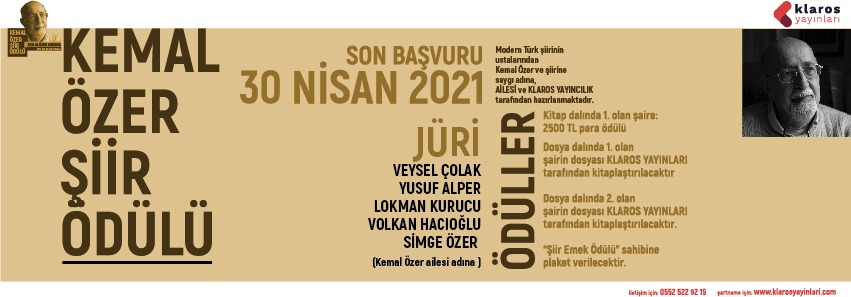 KEMAL
ÖZER
ŞİİR
ÖDÜLÜ
klaros
yayınları
KEMAL
ÖZER
ŞİİR
ÖDÜLÜ
SON BAŞVURU
30 NİSAN 2021
JÜRİ
VEYSEL ÇOLAK
YUSUF ALPER
LOKMAN KURUCU
VOLKAN HACIOĞLU
SİMGE ÖZER
(Kemal Özer ailesi adına )
Modern Türk şiirinin
ustalarından
Kemal Özer ve şiirine
saygı adına,
AİLESİ ve KLAROS YAYINCILIK
tarafından hazırlanmaktadır.
ÖDÜLLER
Kitap dalında 1. olan şaire:
2500 TL para ödülü
Dosya dalında 1. olan
şairin dosyası KLAROS YAYINLARI
tarafından kitaplaştırılacaktır
Dosya dalında 2. olan
şairin dosyası KLAROS YAYINLARI
tarafından kitaplaştırılacaktır.
“Şiir Emek Ödülü” sahibine
plaket verilecektir.
iletişim için: 0552 522 92 15 şartname için: www.klarosyayinlari.com